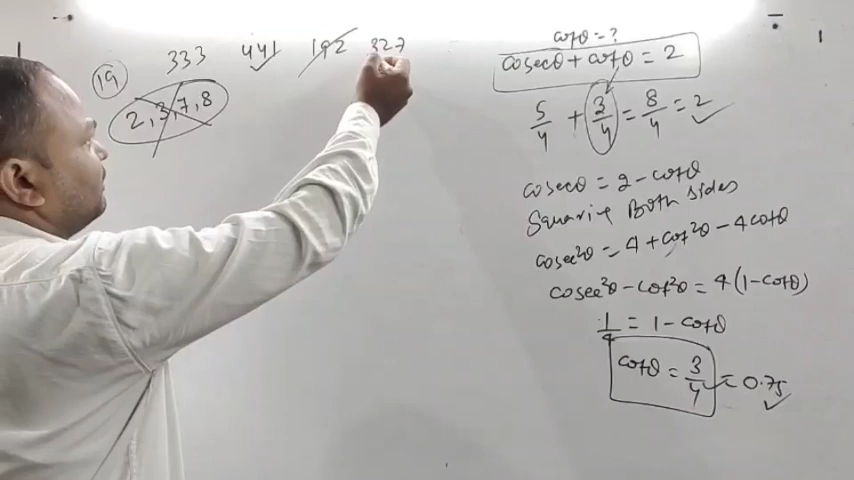 19
333 441 192 327
2, 3, 7, 8
cotθ = ?
cosecθ + cotθ = 2
5/4 + 3/4 = 8/4 = 2
cosecθ = 2 - cotθ
Squaring Both sides
cosec²θ = 4 + cot²θ - 4cotθ
cosec²θ - cot²θ = 4(1 - cotθ)
1/4 = 1 - cotθ
cotθ = 3/4 = 0.75